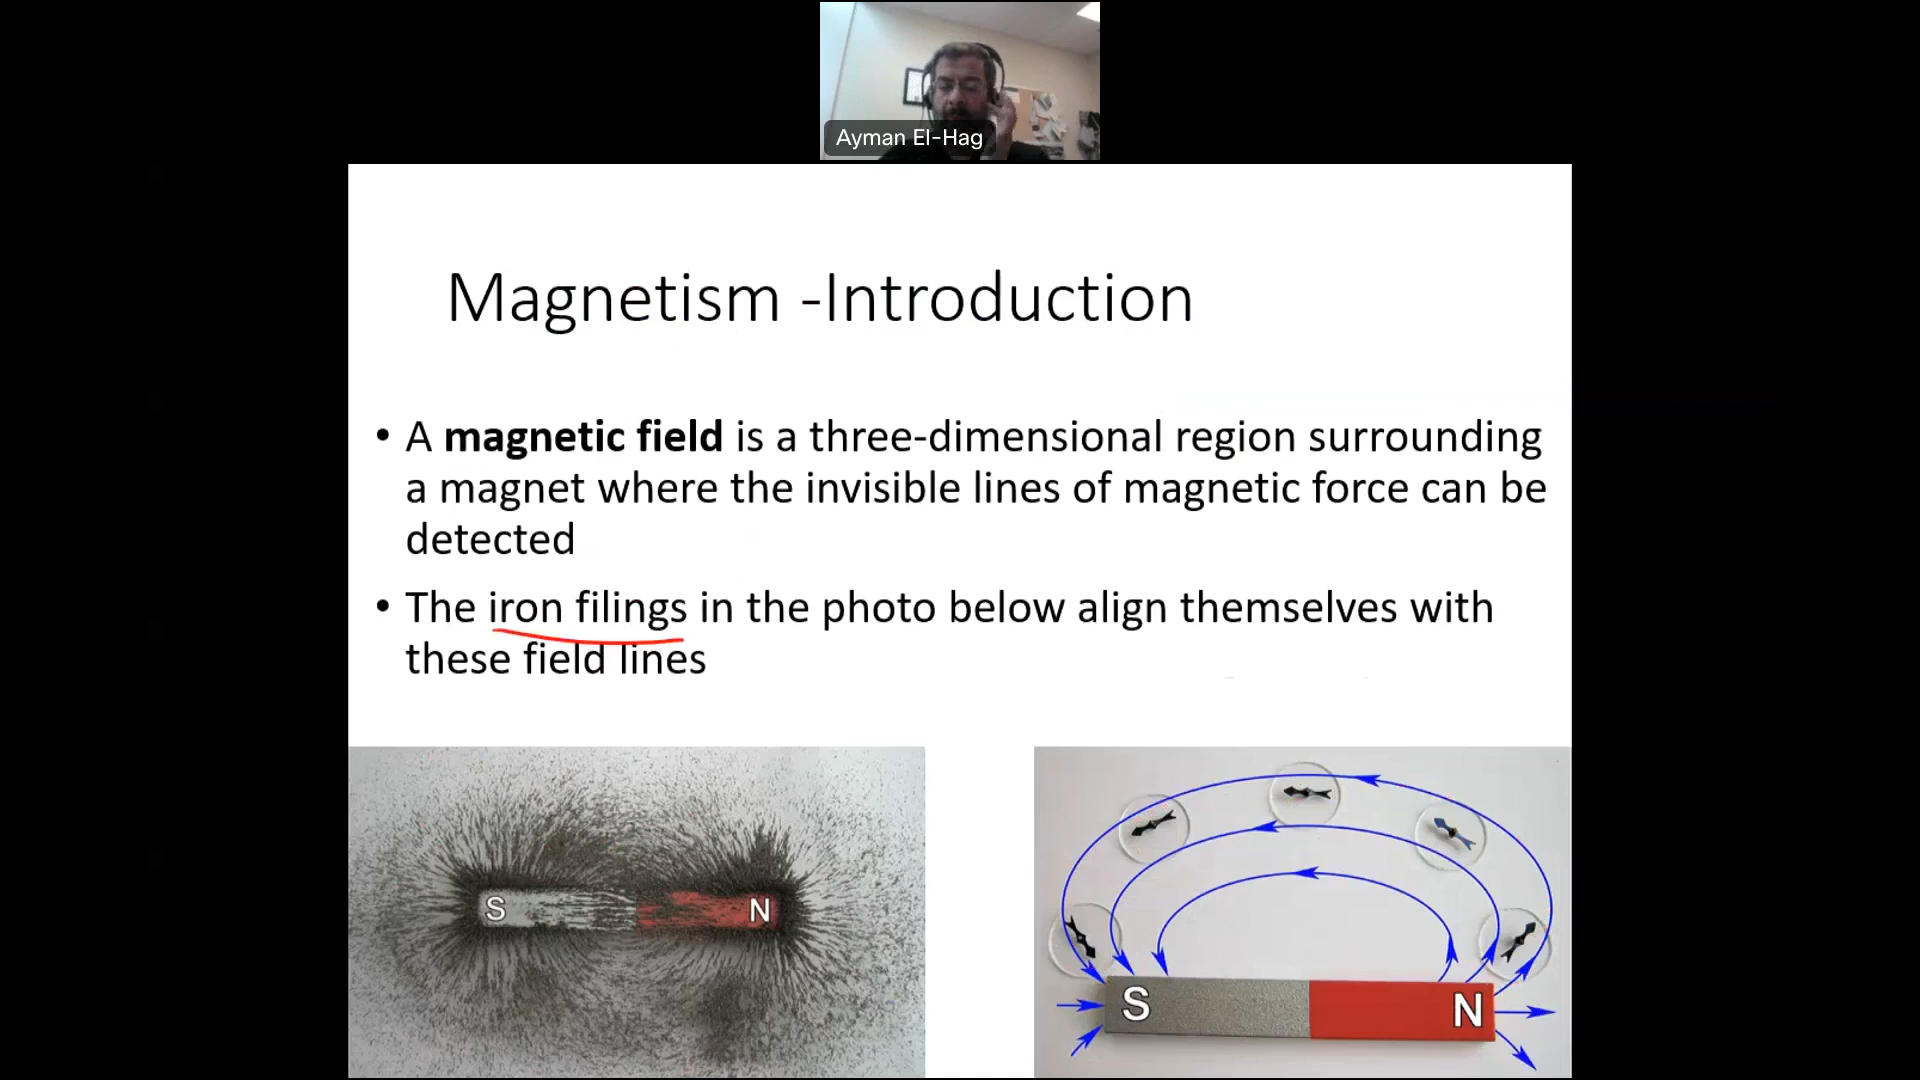 Ayman El-Hag
Magnetism -Introduction
• A magnetic field is a three-dimensional region surrounding
a magnet where the invisible lines of magnetic force can be
detected
• The iron filings in the photo below align themselves with
these field lines
S N
S N